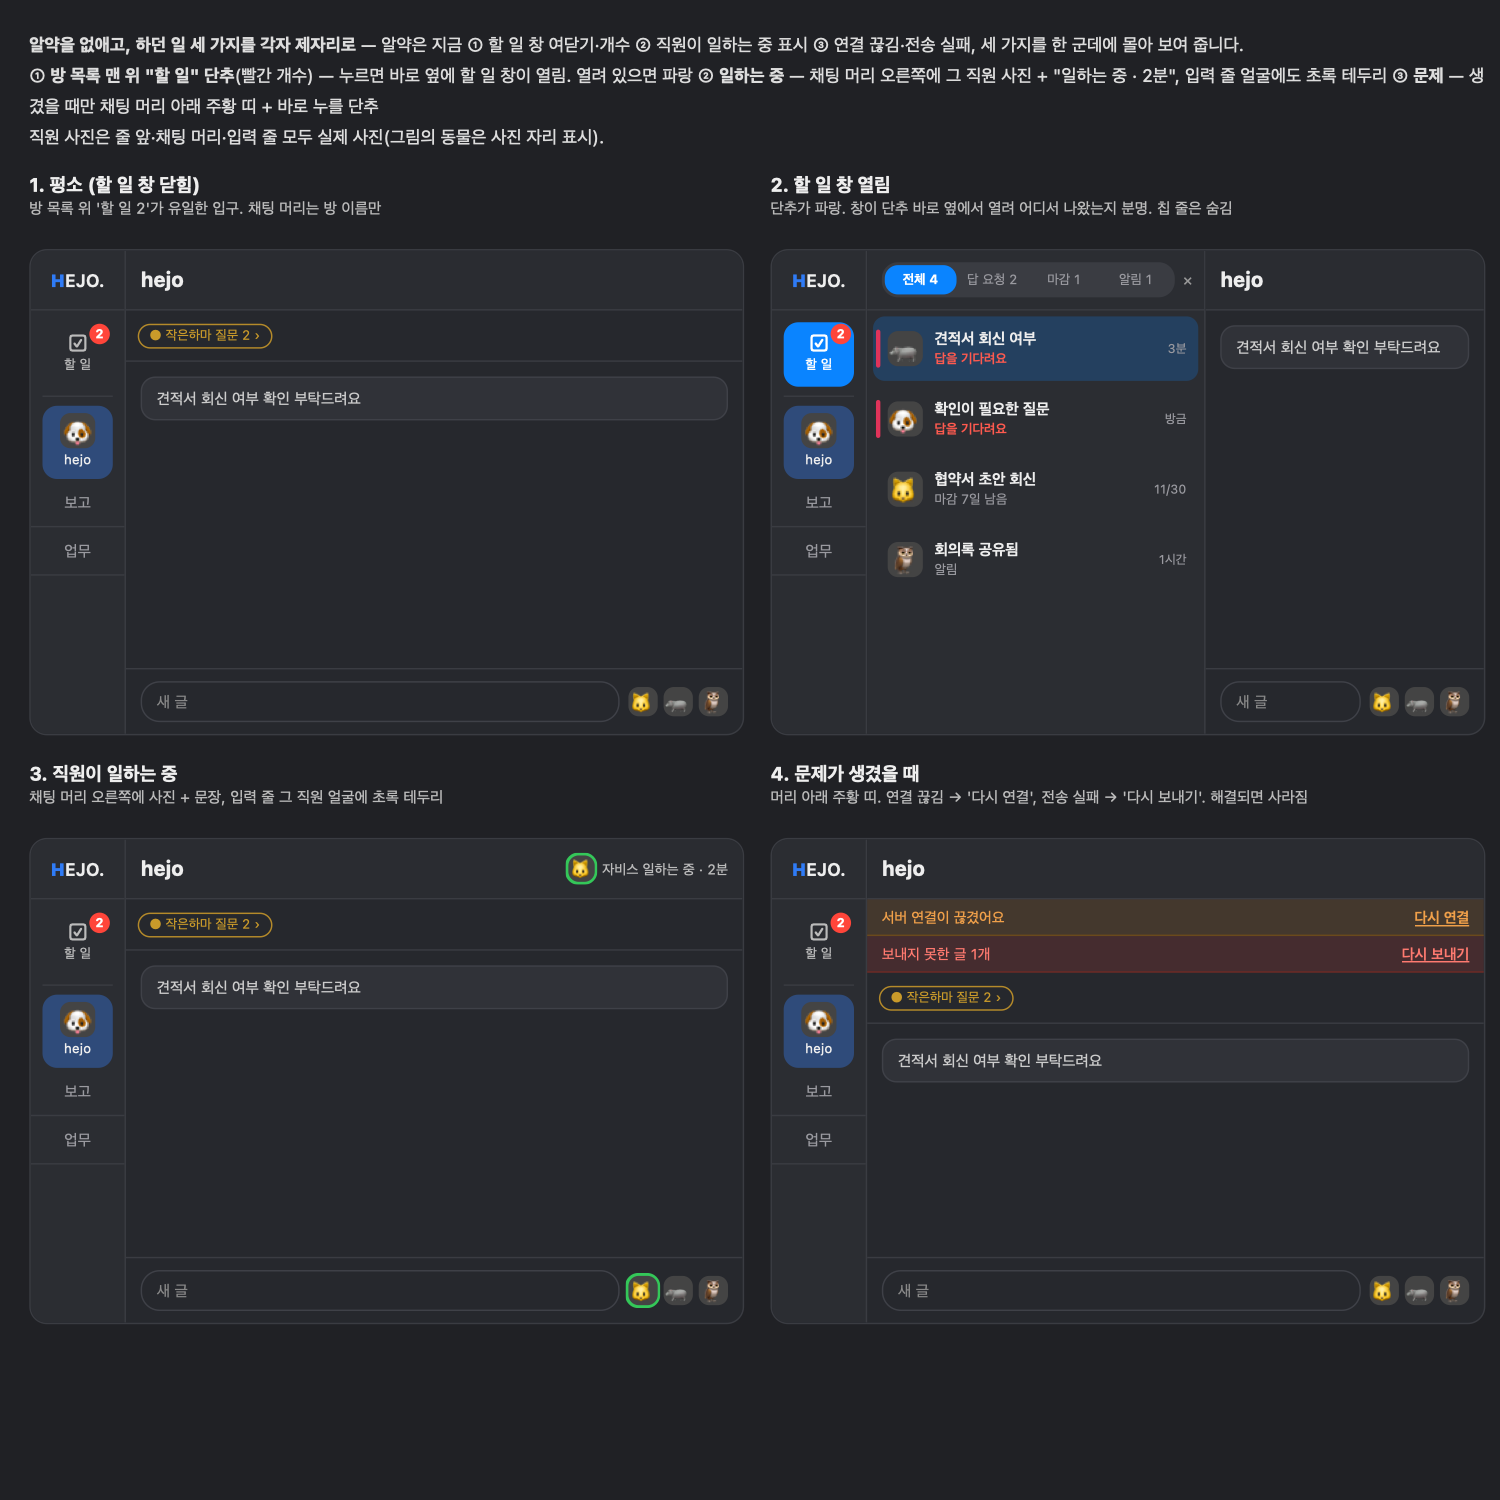 알약을 없애고, 하던 일 세 가지를 각자 제자리로 — 알약은 지금 ① 할 일 창 여닫기·개수 ② 직원이 일하는 중 표시 ③ 연결 끊김·전송 실패, 세 가지를 한 군데에 몰아 보여 줍니다.
① 방 목록 맨 위 "할 일" 단추(빨간 개수) — 누르면 바로 옆에 할 일 창이 열림. 열려 있으면 파랑 ② 일하는 중 — 채팅 머리 오른쪽에 그 직원 사진 + "일하는 중 · 2분", 입력 줄 얼굴에도 초록 테두리 ③ 문제 — 생
겼을 때만 채팅 머리 아래 주황 띠 + 바로 누를 단추
직원 사진은 줄 앞·채팅 머리·입력 줄 모두 실제 사진(그림의 동물은 사진 자리 표시).
1. 평소 (할 일 창 닫힘)
방 목록 위 '할 일 2'가 유일한 입구. 채팅 머리는 방 이름만
HEJO.
hejo
2
할 일
작은하마 질문 2 ›
견적서 회신 여부 확인 부탁드려요
hejo
보고
업무
새 글
2. 할 일 창 열림
단추가 파랑. 창이 단추 바로 옆에서 열려 어디서 나왔는지 분명. 칩 줄은 숨김
HEJO.
전체 4
답 요청 2
마감 1
알림 1
×
hejo
2
할 일
hejo
보고
업무
견적서 회신 여부
답을 기다려요
3분
확인이 필요한 질문
답을 기다려요
방금
협약서 초안 회신
마감 7일 남음
11/30
회의록 공유됨
알림
1시간
견적서 회신 여부 확인 부탁드려요
새 글
3. 직원이 일하는 중
채팅 머리 오른쪽에 사진 + 문장, 입력 줄 그 직원 얼굴에 초록 테두리
HEJO.
hejo
자비스 일하는 중 · 2분
2
할 일
작은하마 질문 2 ›
견적서 회신 여부 확인 부탁드려요
hejo
보고
업무
새 글
4. 문제가 생겼을 때
머리 아래 주황 띠. 연결 끊김 → '다시 연결', 전송 실패 → '다시 보내기'. 해결되면 사라짐
HEJO.
hejo
2
할 일
서버 연결이 끊겼어요
다시 연결
보내지 못한 글 1개
다시 보내기
작은하마 질문 2 ›
견적서 회신 여부 확인 부탁드려요
hejo
보고
업무
새 글